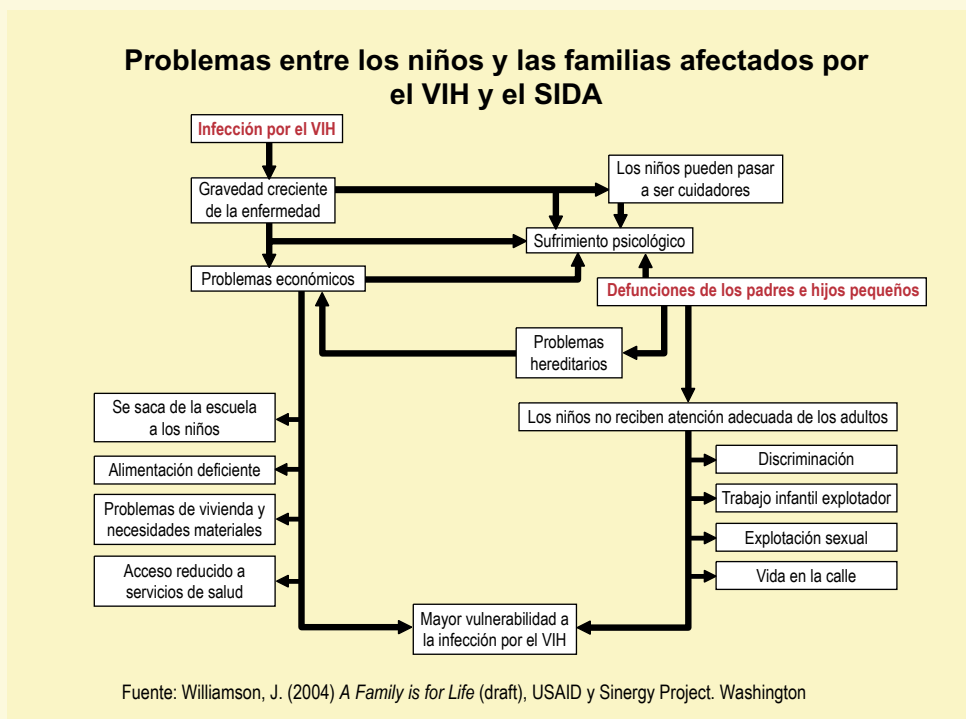 Problemas entre los niños y las familias afectados por
el VIH y el SIDA
Infección por el VIH
Gravedad creciente
de la enfermedad
Los niños pueden pasar
a ser cuidadores
Sufrimiento psicológico
Problemas económicos
Defunciones de los padres e hijos pequeños
Problemas
hereditarios
Se saca de la escuela
a los niños
Los niños no reciben atención adecuada de los adultos
Alimentación deficiente
Discriminación
Problemas de vivienda y
necesidades materiales
Trabajo infantil explotador
Explotación sexual
Acceso reducido a
servicios de salud
Vida en la calle
Mayor vulnerabilidad a
la infección por el VIH
Fuente: Williamson, J. (2004) A Family is for Life (draft), USAID y Sinergy Project. Washington